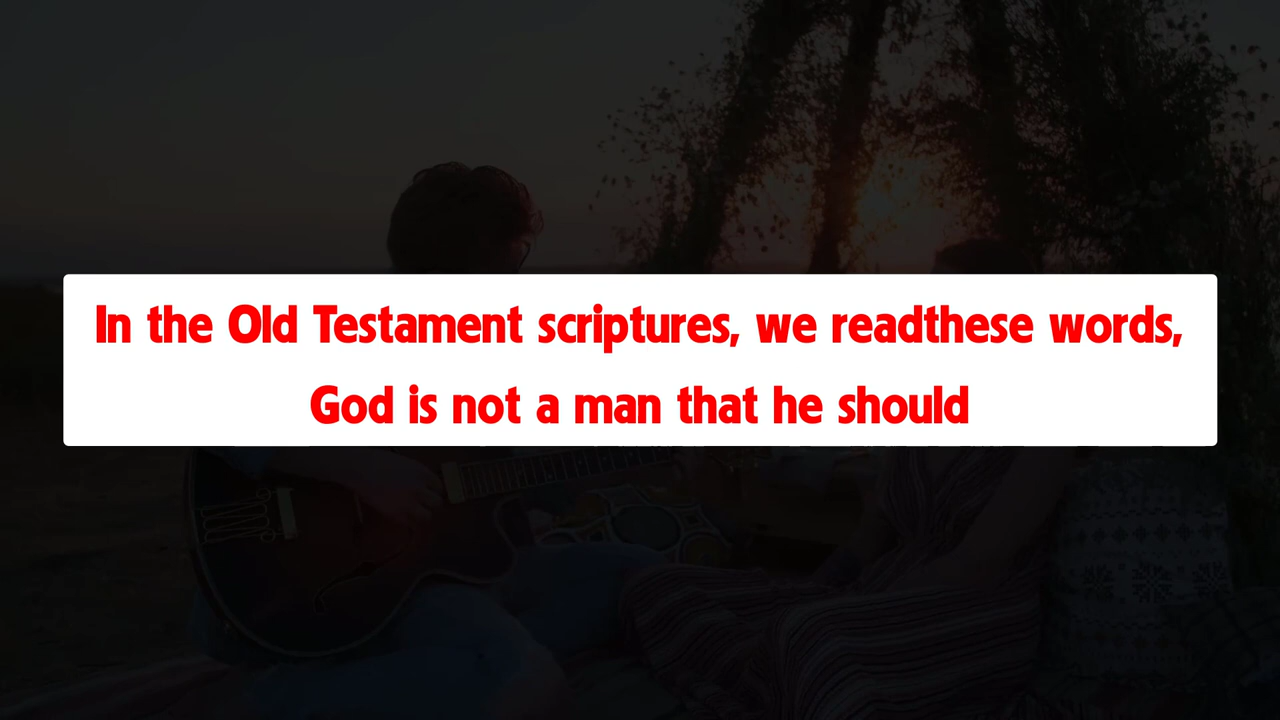 In the Old Testament scriptures, we readthese words,
God is not a man that he should